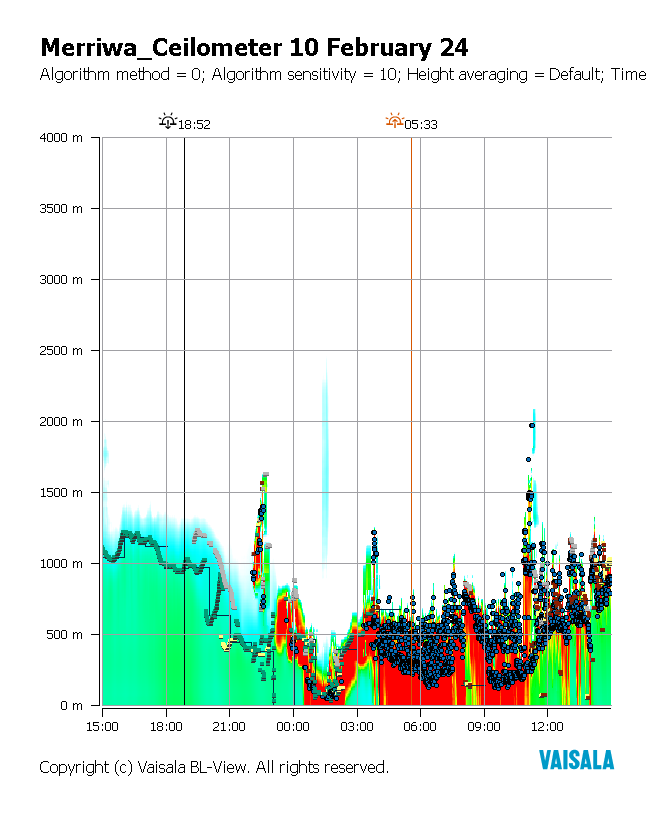 Merriwa_Ceilometer 10 February 24
Algorithm method = 0; Algorithm sensitivity = 10; Height averaging = Default; Time
18:52 05:33
4000 m
3500 m
3000 m
2500 m
2000 m
1500 m
1000 m
500 m
0 m
15:00 18:00 21:00 00:00 03:00 06:00 09:00 12:00
VAISALA
Copyright (c) Vaisala BL-View. All rights reserved.